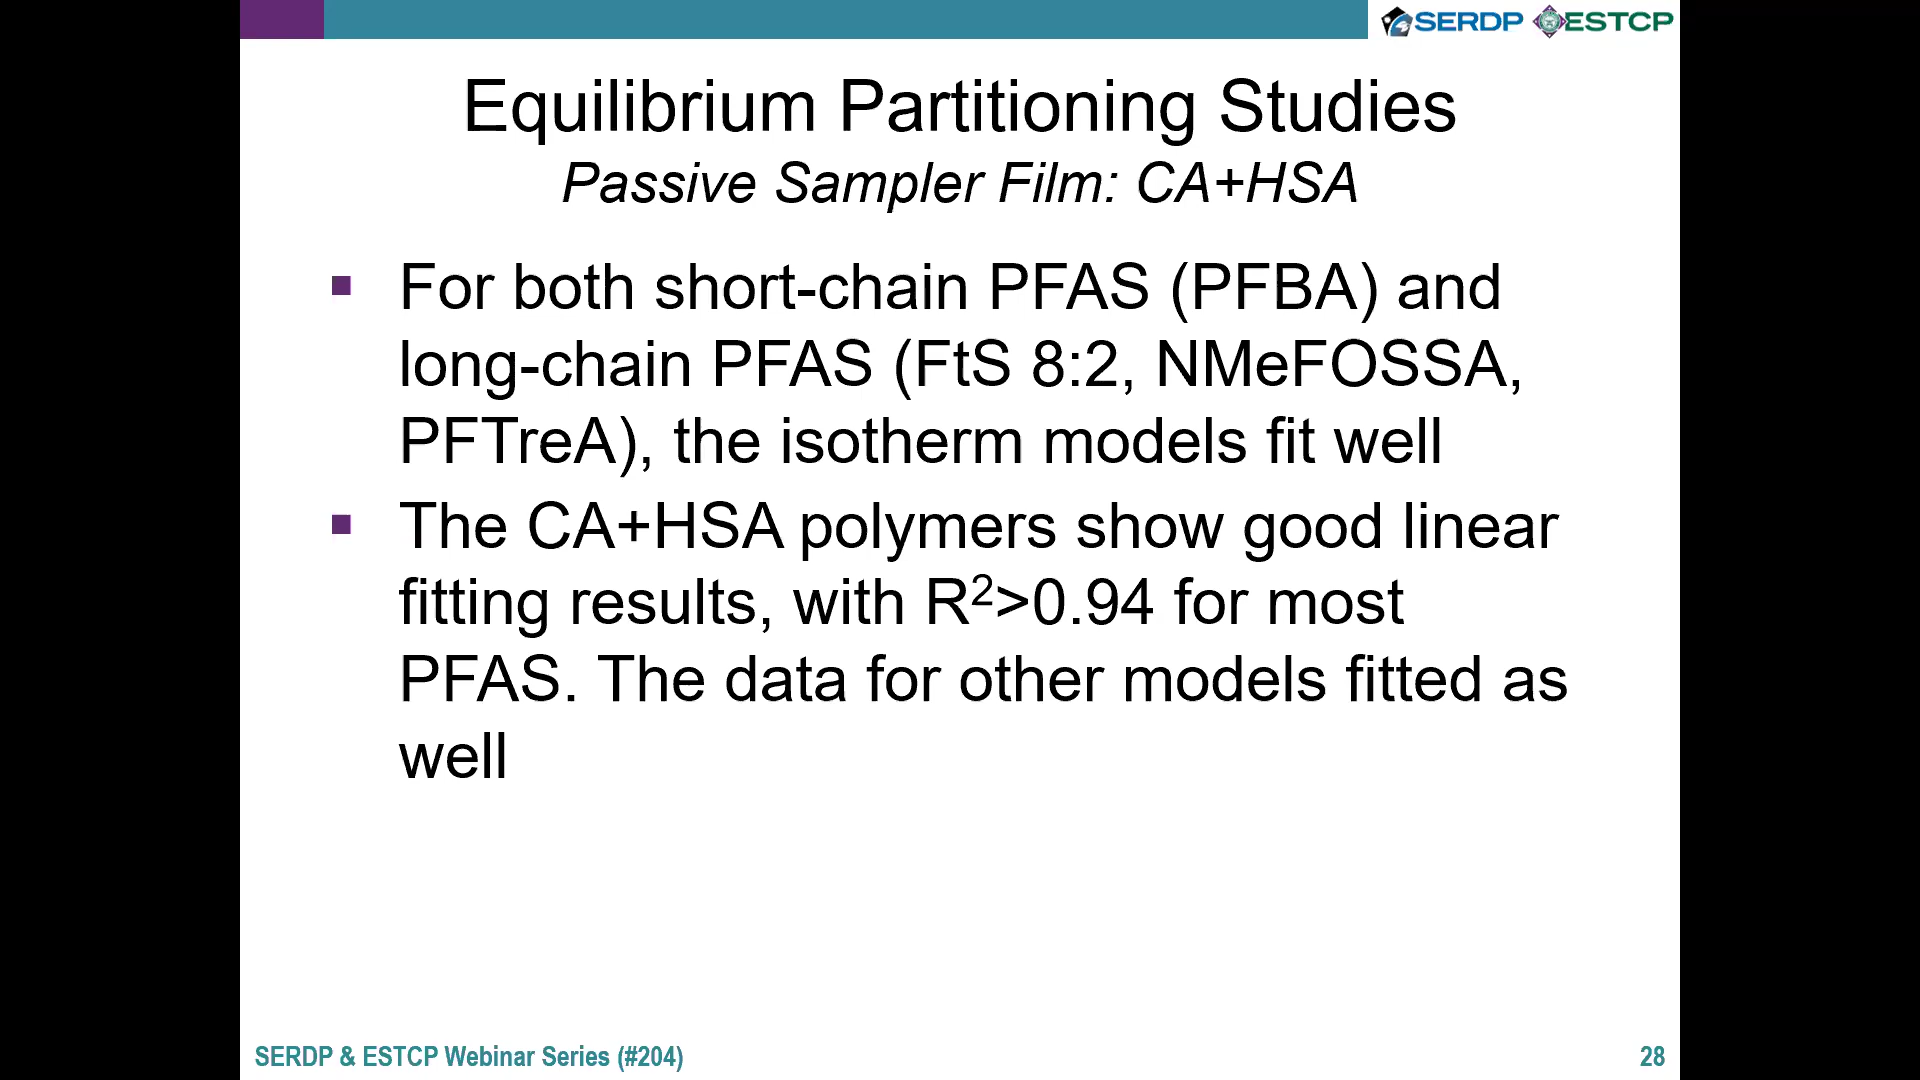 SERDP ESTCP
Equilibrium Partitioning Studies
Passive Sampler Film: CA+HSA
▪ For both short-chain PFAS (PFBA) and
long-chain PFAS (FtS 8:2, NMeFOSSA,
PFTreA), the isotherm models fit well
▪ The CA+HSA polymers show good linear
fitting results, with R²>0.94 for most
PFAS. The data for other models fitted as
well
SERDP & ESTCP Webinar Series (#204)
28